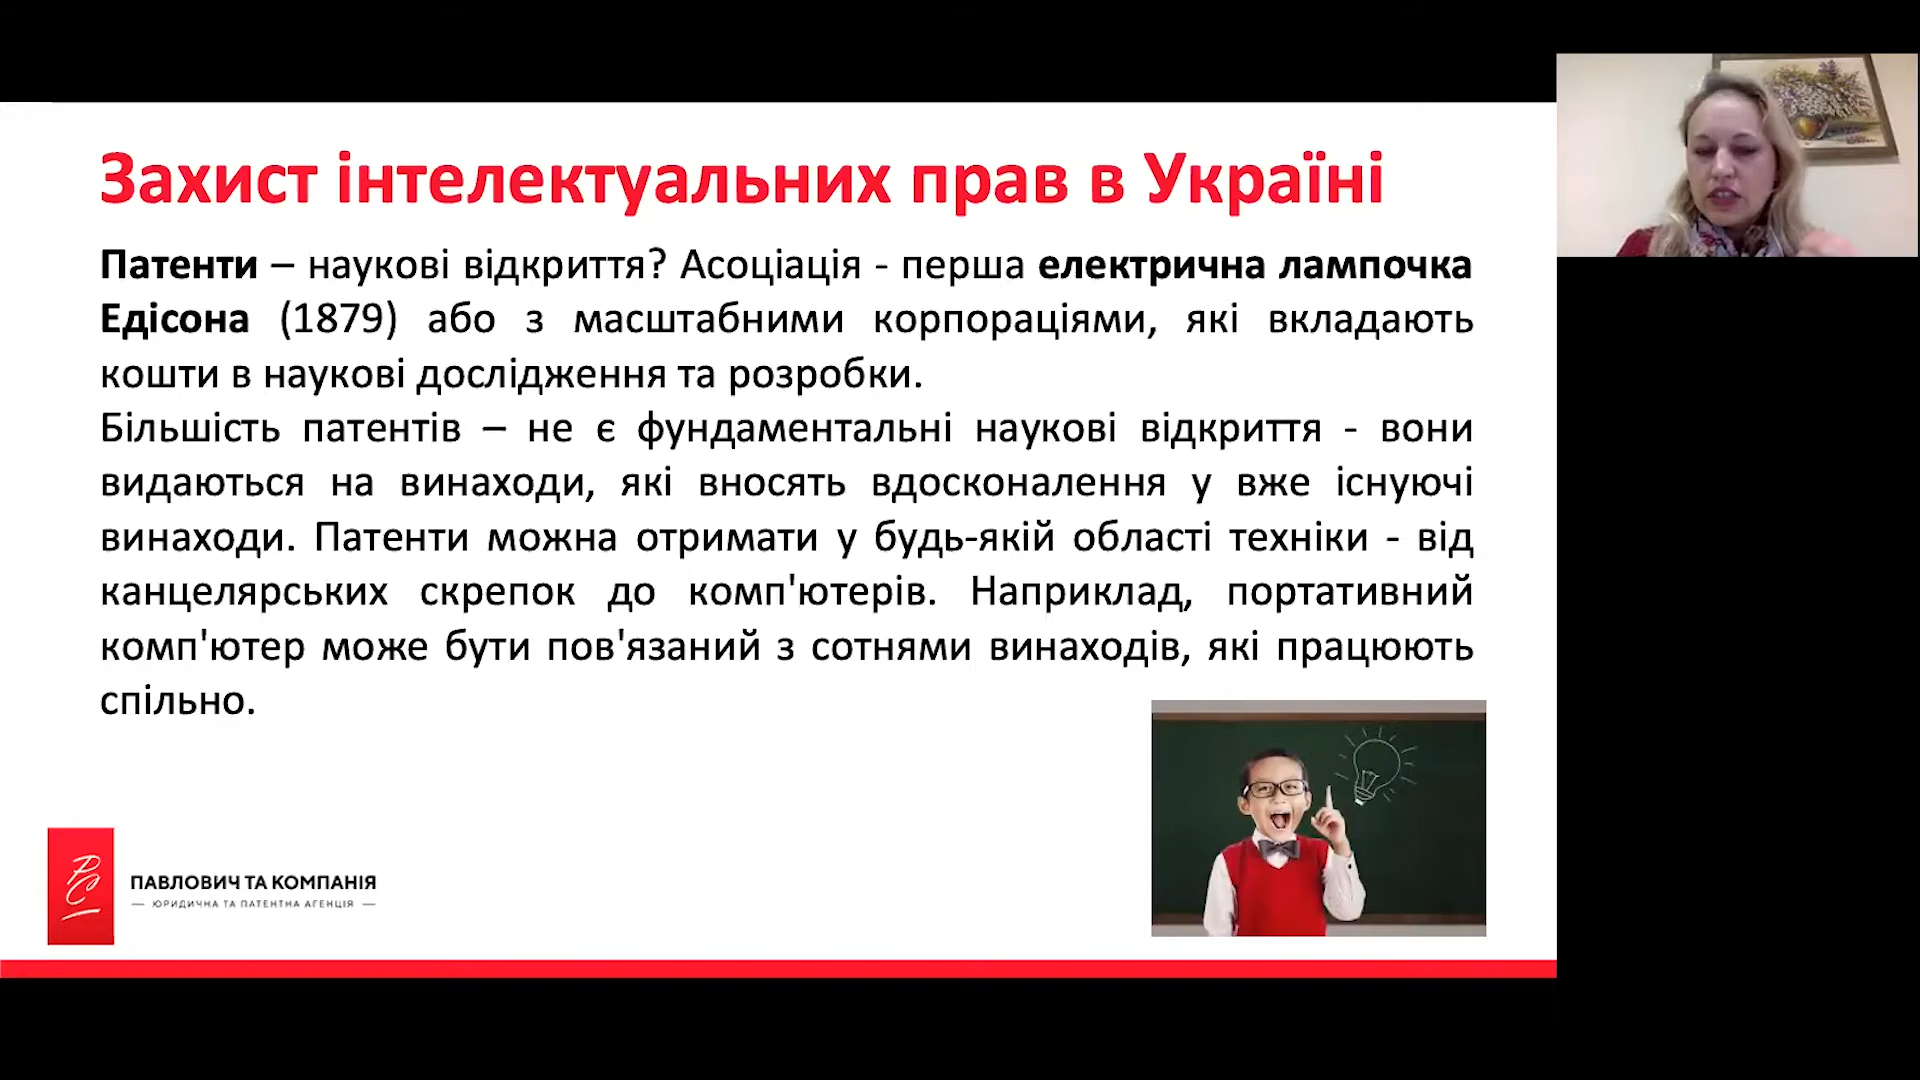 Захист інтелектуальних прав в Україні
Патенти – наукові відкриття? Асоціація - перша електрична лампочка
Едісона (1879) або з масштабними корпораціями, які вкладають
кошти в наукові дослідження та розробки.
Більшість патентів – не є фундаментальні наукові відкриття - вони
видаються на винаходи, які вносять вдосконалення у вже існуючі
винаходи. Патенти можна отримати у будь-якій області техніки - від
канцелярських скрепок до комп'ютерів. Наприклад, портативний
комп'ютер може бути пов'язаний з сотнями винаходів, які працюють
спільно.
ПАВЛОВИЧ ТА КОМПАНІЯ
— ЮРИДИЧНА ТА ПАТЕНТНА АГЕНЦІЯ —